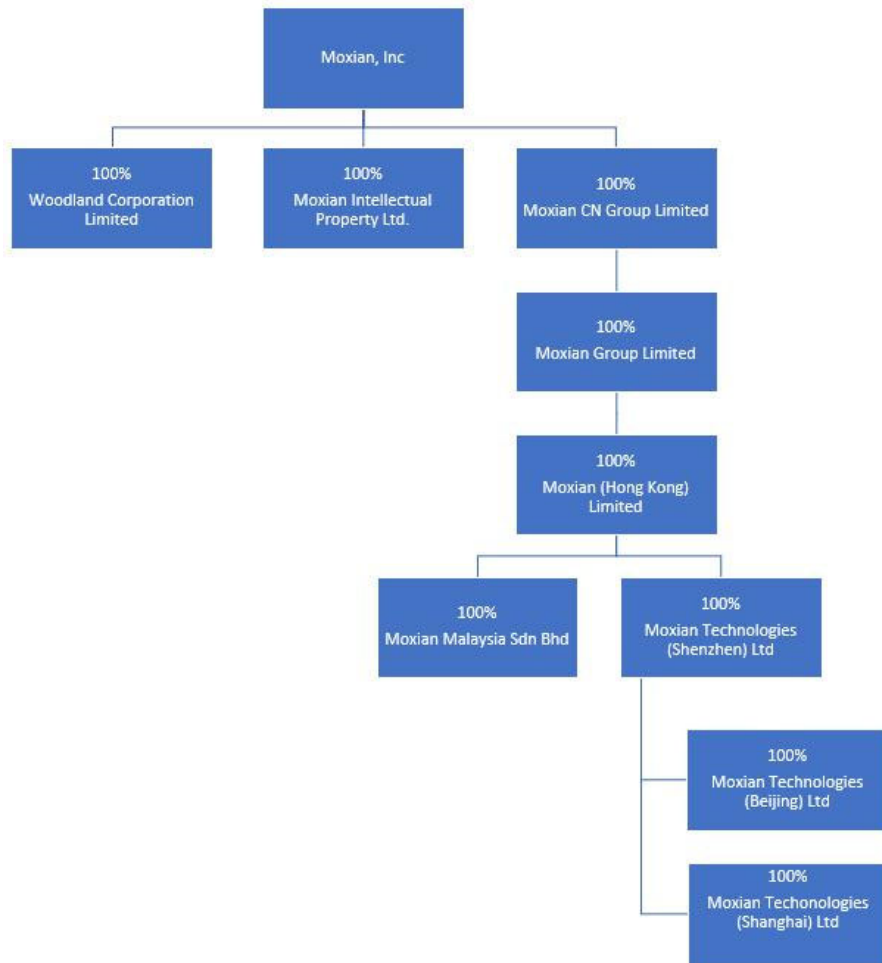 Moxian, Inc
100%
Woodland Corporation
Limited
100%
Moxian Intellectual
Property Ltd.
100%
Moxian CN Group Limited
100%
Moxian Group Limited
100%
Moxian (Hong Kong)
Limited
100%
Moxian Malaysia Sdn Bhd
100%
Moxian Technologies
(Shenzhen) Ltd
100%
Moxian Technologies
(Beijing) Ltd
100%
Moxian Techonologies
(Shanghai) Ltd